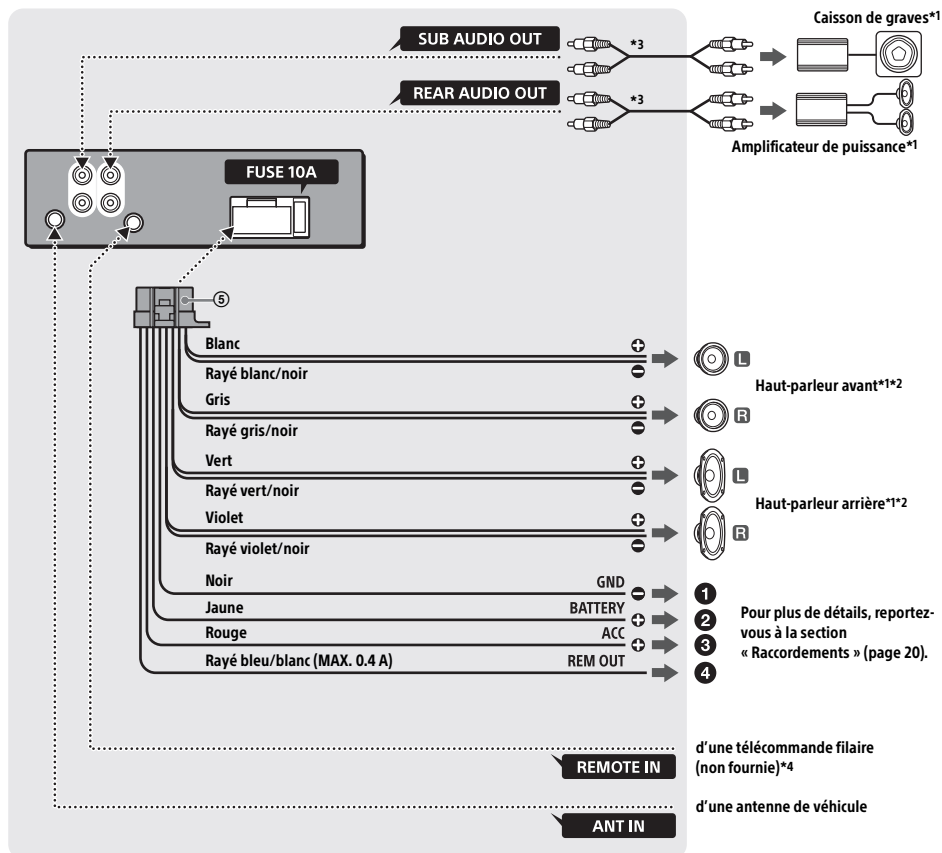 Caisson de graves*1
SUB AUDIO OUT
*3
REAR AUDIO OUT
*3
Amplificateur de puissance*1
FUSE 10A
⑤
Blanc
Rayé blanc/noir
L
Haut-parleur avant*1*2
Gris
Rayé gris/noir
R
Vert
Rayé vert/noir
L
Haut-parleur arrière*1*2
Violet
Rayé violet/noir
R
Noir
GND
❶
Jaune
BATTERY
❷
Rouge
ACC
❸
Rayé bleu/blanc (MAX. 0.4 A)
REM OUT
❹
Pour plus de détails, reportez-
vous à la section
« Raccordements » (page 20).
d'une télécommande filaire
(non fournie)*4
REMOTE IN
d'une antenne de véhicule
ANT IN